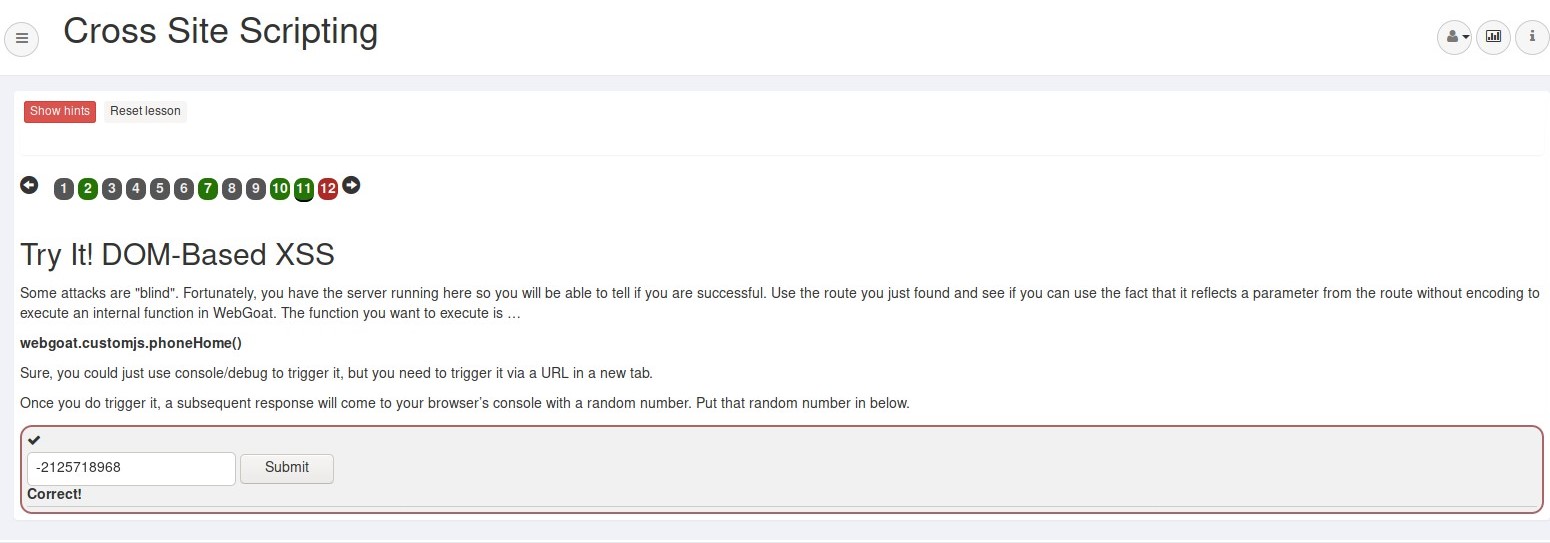 Cross Site Scripting
Show hints Reset lesson
1 2 3 4 5 6 7 8 9 10 11 12
Try It! DOM-Based XSS
Some attacks are "blind". Fortunately, you have the server running here so you will be able to tell if you are successful. Use the route you just found and see if you can use the fact that it reflects a parameter from the route without encoding to
execute an internal function in WebGoat. The function you want to execute is …
webgoat.customjs.phoneHome()
Sure, you could just use console/debug to trigger it, but you need to trigger it via a URL in a new tab.
Once you do trigger it, a subsequent response will come to your browser’s console with a random number. Put that random number in below.
-2125718968 Submit
Correct!